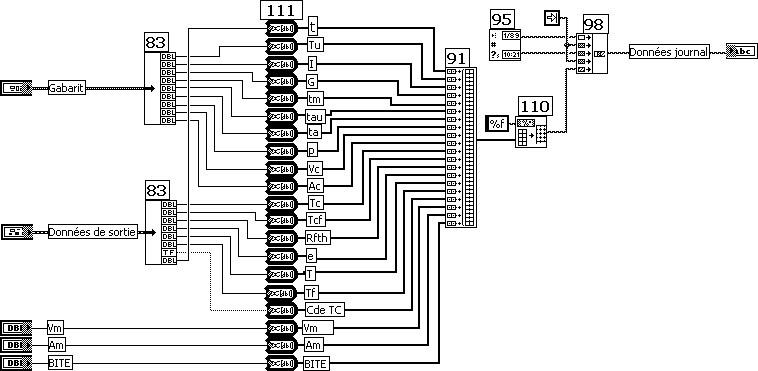 111
t
Tu
I
G
tm
tau
ta
p
Vc
Ac
Tc
Tcf
Rfth
e
T
Tf
Cde TC
Vm
Am
BITE
83
DBL
DBL
DBL
DBL
DBL
DBL
DBL
DBL
DBL
Gabarit
83
DBL
DBL
DBL
DBL
DBL
DBL
TF
DBL
Données de sortie
DBL
Vm
DBL
Am
DBL
BITE
91
95
1/89
#
?:
10:21
98
Données journal
abc
110
%f